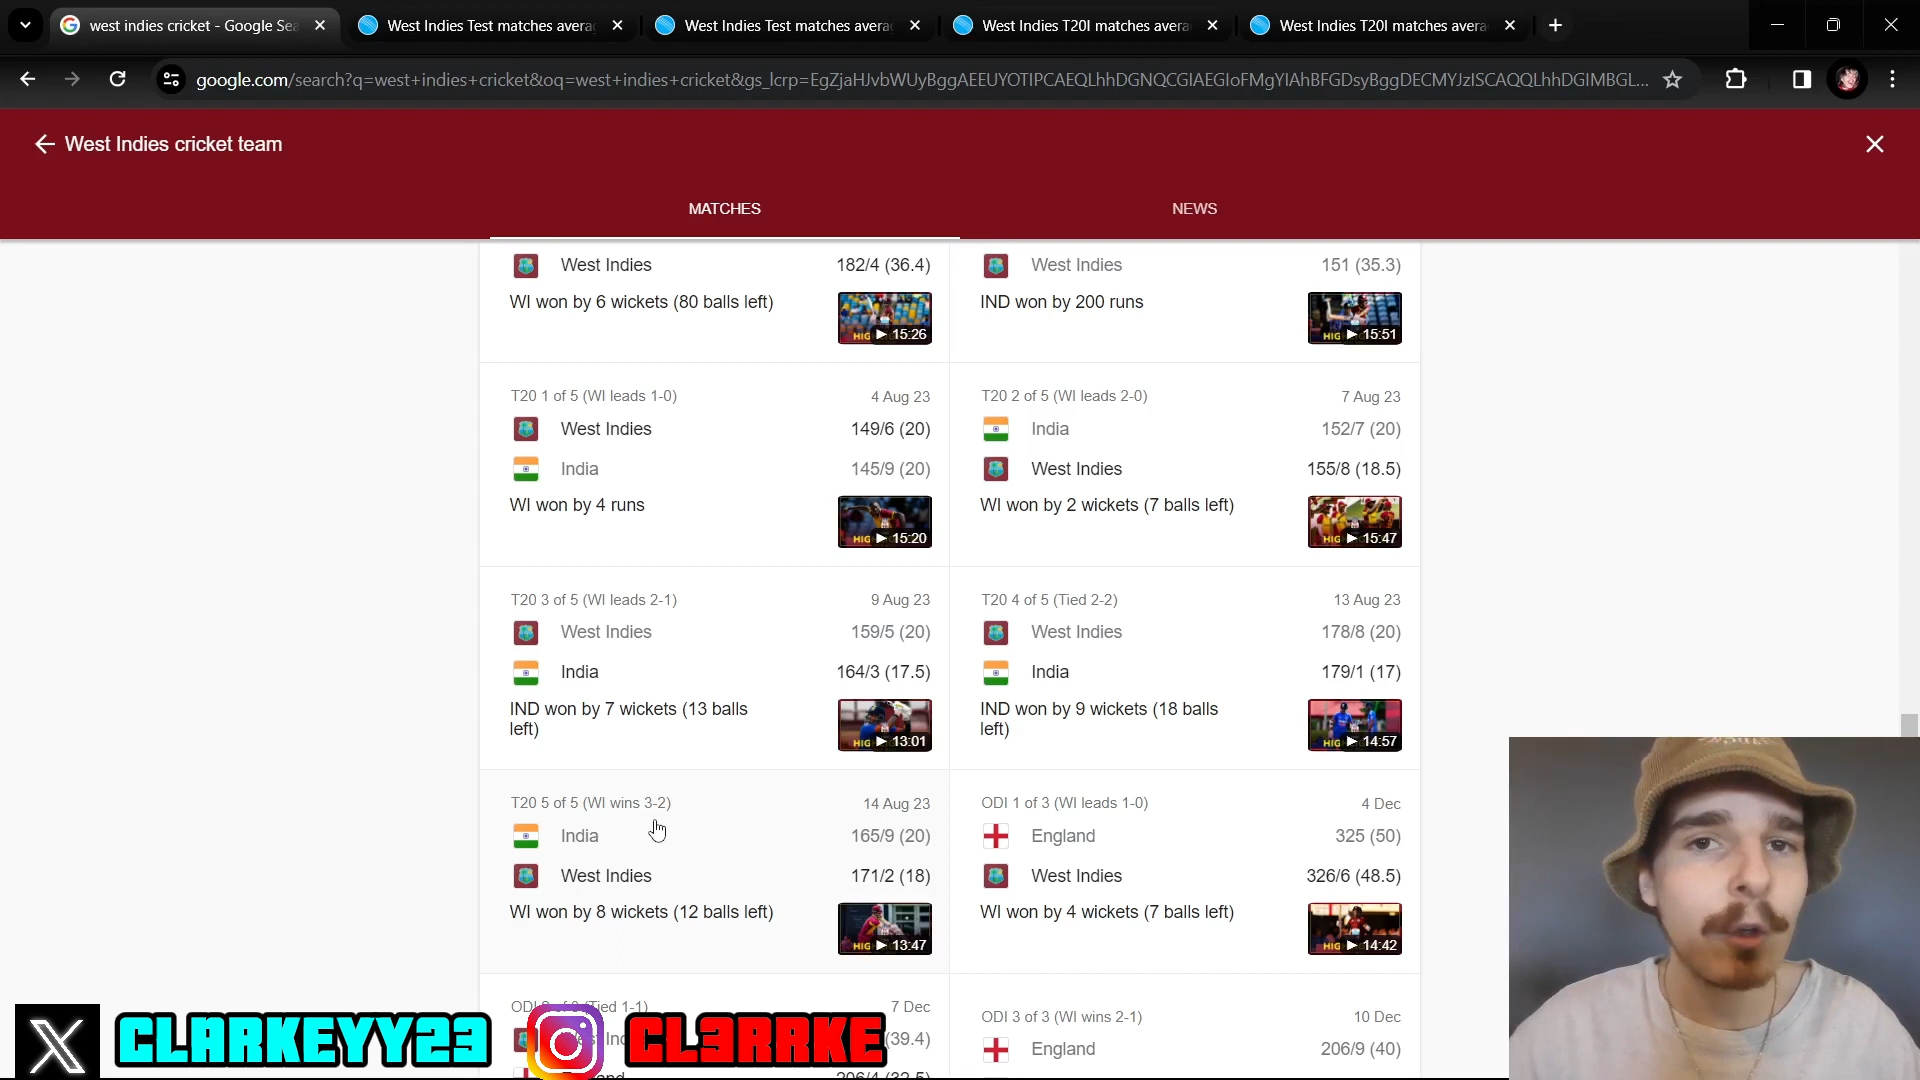 west indies cricket - Google Sea
West Indies Test matches avera
West Indies Test matches avera
West Indies T20I matches avera
West Indies T20I matches avera
google.com/search?q=west+indies+cricket&oq=west+indies+cricket&gs_lcrp=EgZjaHJvbWUyBggAEEUYOTIPCAEQLhhDGNQCGIAEGIoFMgYIAhBFGDsyBggDECMYJzISCAQQLhhDGIMBGL...
West Indies cricket team
MATCHES
NEWS
West Indies 182/4 (36.4)
WI won by 6 wickets (80 balls left)
15:26
West Indies 151 (35.3)
IND won by 200 runs
15:51
T20 1 of 5 (WI leads 1-0) 4 Aug 23
West Indies 149/6 (20)
India 145/9 (20)
WI won by 4 runs
15:20
T20 2 of 5 (WI leads 2-0) 7 Aug 23
India 152/7 (20)
West Indies 155/8 (18.5)
WI won by 2 wickets (7 balls left)
15:47
T20 3 of 5 (WI leads 2-1) 9 Aug 23
West Indies 159/5 (20)
India 164/3 (17.5)
IND won by 7 wickets (13 balls
left)
13:01
T20 4 of 5 (Tied 2-2) 13 Aug 23
West Indies 178/8 (20)
India 179/1 (17)
IND won by 9 wickets (18 balls
left)
14:57
T20 5 of 5 (WI wins 3-2) 14 Aug 23
India 165/9 (20)
West Indies 171/2 (18)
WI won by 8 wickets (12 balls left)
13:47
ODI 1 of 3 (WI leads 1-0) 4 Dec
England 325 (50)
West Indies 326/6 (48.5)
WI won by 4 wickets (7 balls left)
14:42
7 Dec
(39.4)
ODI 3 of 3 (WI wins 2-1) 10 Dec
England 206/9 (40)
X CLARKEYY23
CL3RRKE